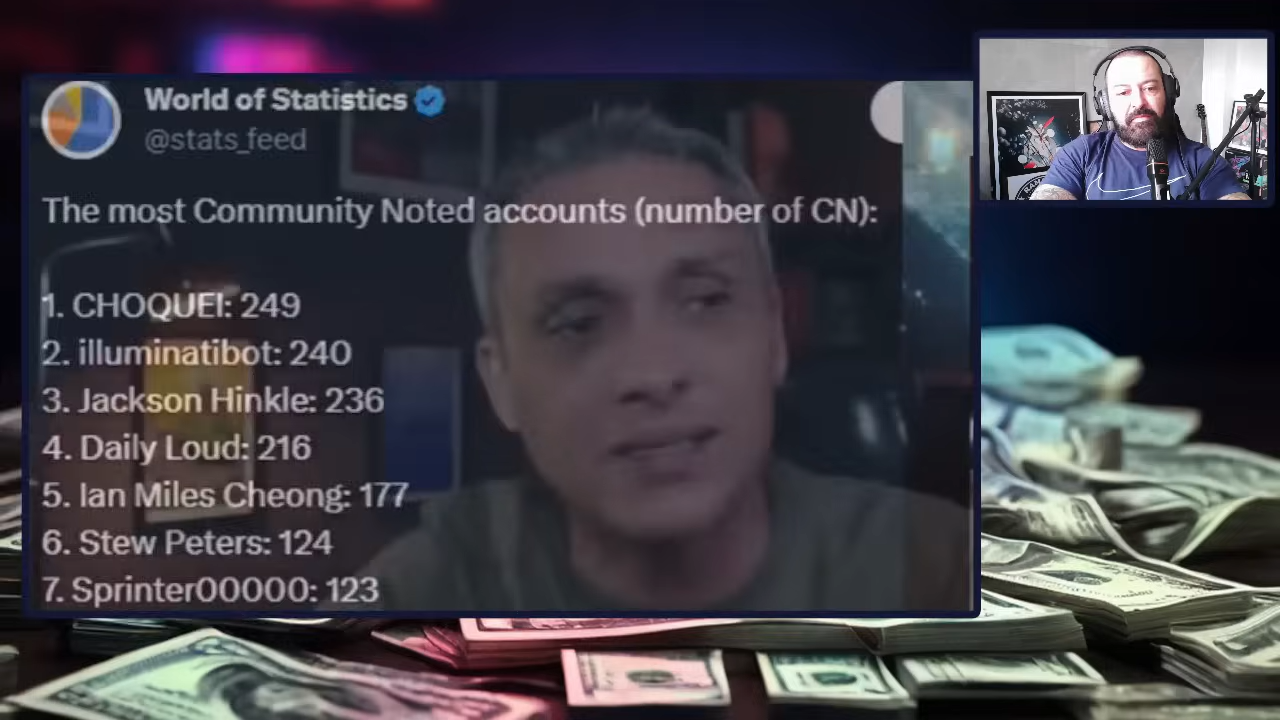 World of Statistics
@stats_feed
The most Community Noted accounts (number of CN):
1. CHOQUEI: 249
2. illuminatibot: 240
3. Jackson Hinkle: 236
4. Daily Loud: 216
5. Ian Miles Cheong: 177
6. Stew Peters: 124
7. Sprinter00000: 123